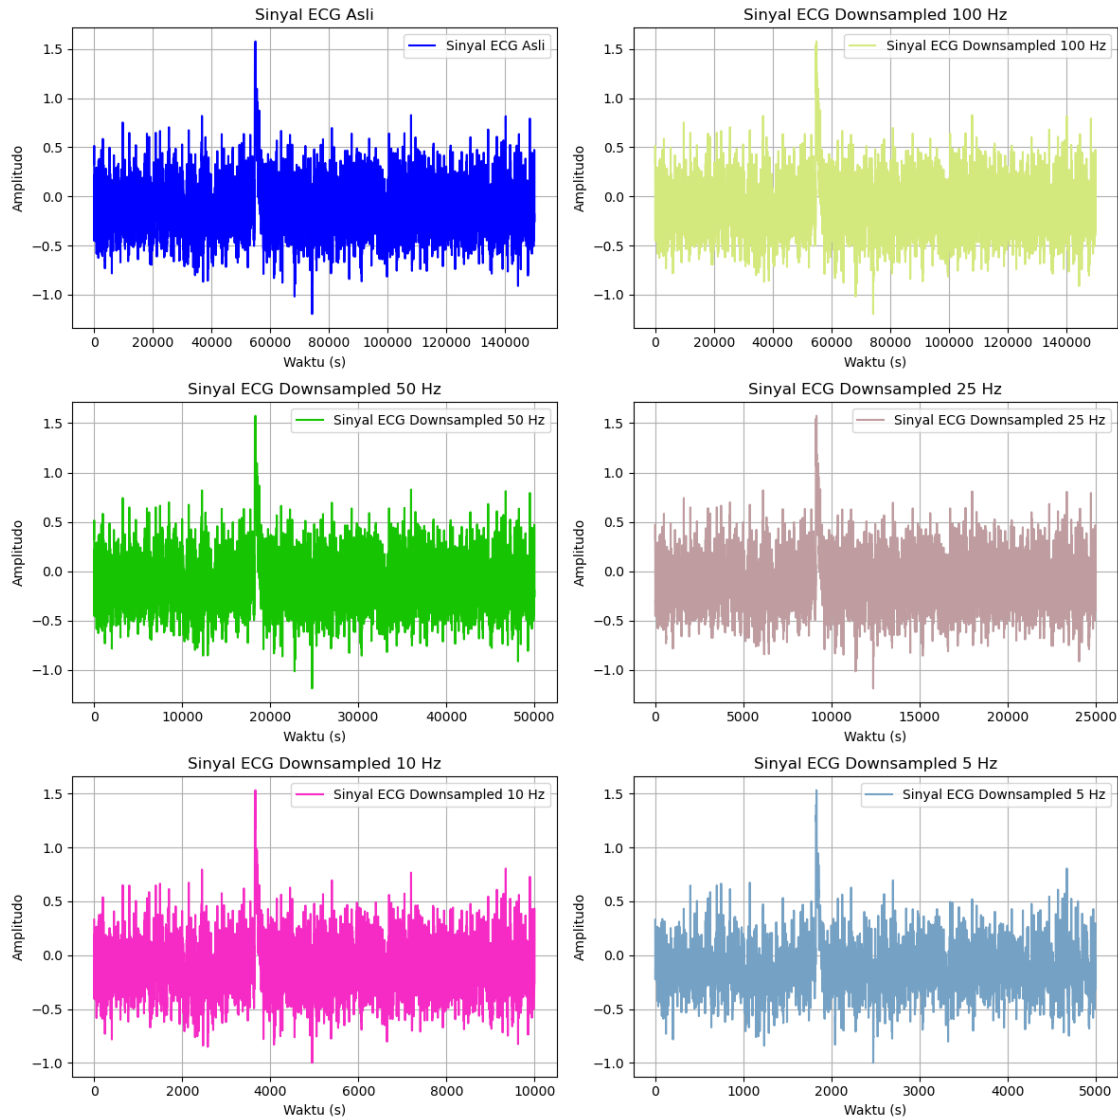 Sinyal ECG Asli
Sinyal ECG Asli
Amplitudo
1.5
1.0
0.5
0.0
−0.5
−1.0
0 20000 40000 60000 80000 100000 120000 140000
Waktu (s)
Sinyal ECG Downsampled 100 Hz
Sinyal ECG Downsampled 100 Hz
Amplitudo
1.5
1.0
0.5
0.0
−0.5
−1.0
0 20000 40000 60000 80000 100000 120000 140000
Waktu (s)
Sinyal ECG Downsampled 50 Hz
Sinyal ECG Downsampled 50 Hz
Amplitudo
1.5
1.0
0.5
0.0
−0.5
−1.0
0 10000 20000 30000 40000 50000
Waktu (s)
Sinyal ECG Downsampled 25 Hz
Sinyal ECG Downsampled 25 Hz
Amplitudo
1.5
1.0
0.5
0.0
−0.5
−1.0
0 5000 10000 15000 20000 25000
Waktu (s)
Sinyal ECG Downsampled 10 Hz
Sinyal ECG Downsampled 10 Hz
Amplitudo
1.5
1.0
0.5
0.0
−0.5
−1.0
0 2000 4000 6000 8000 10000
Waktu (s)
Sinyal ECG Downsampled 5 Hz
Sinyal ECG Downsampled 5 Hz
Amplitudo
1.5
1.0
0.5
0.0
−0.5
−1.0
0 1000 2000 3000 4000 5000
Waktu (s)